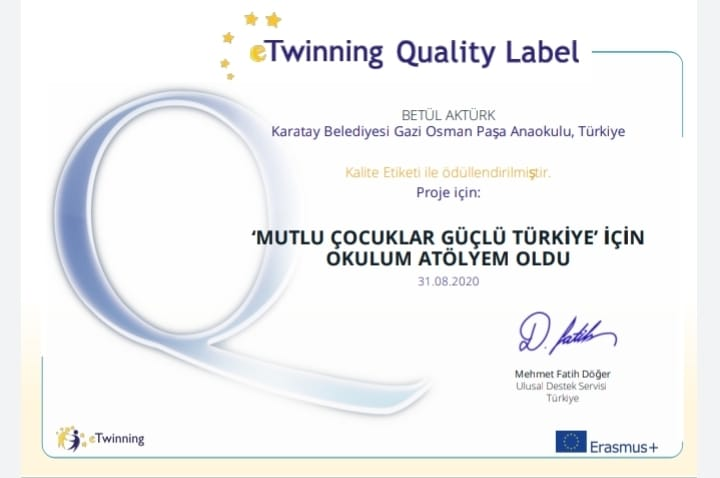 eTwinning Quality Label
BETÜL AKTÜRK
Karatay Belediyesi Gazi Osman Paşa Anaokulu, Türkiye
Kalite Etiketi ile ödüllendirilmiştir.
Proje için:
‘MUTLU ÇOCUKLAR GÜÇLÜ TÜRKİYE’ İÇİN
OKULUM ATÖLYEM OLDU
31.08.2020
D. Fatih
Mehmet Fatih Döğer
Ulusal Destek Servisi
Türkiye
eTwinning
Erasmus+